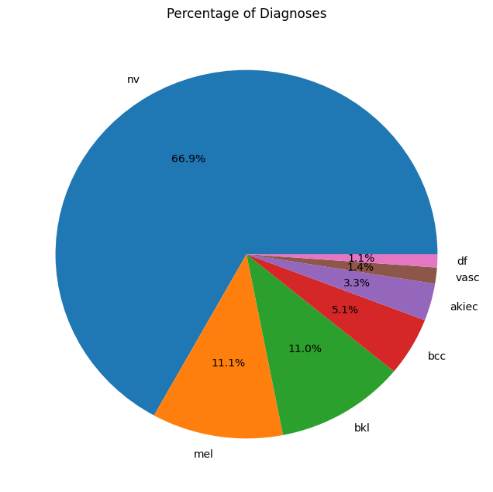 Percentage of Diagnoses
nv
66.9%
1.1%
df
1.4%
vasc
3.3%
akiec
5.1%
bcc
11.0%
bkl
11.1%
mel